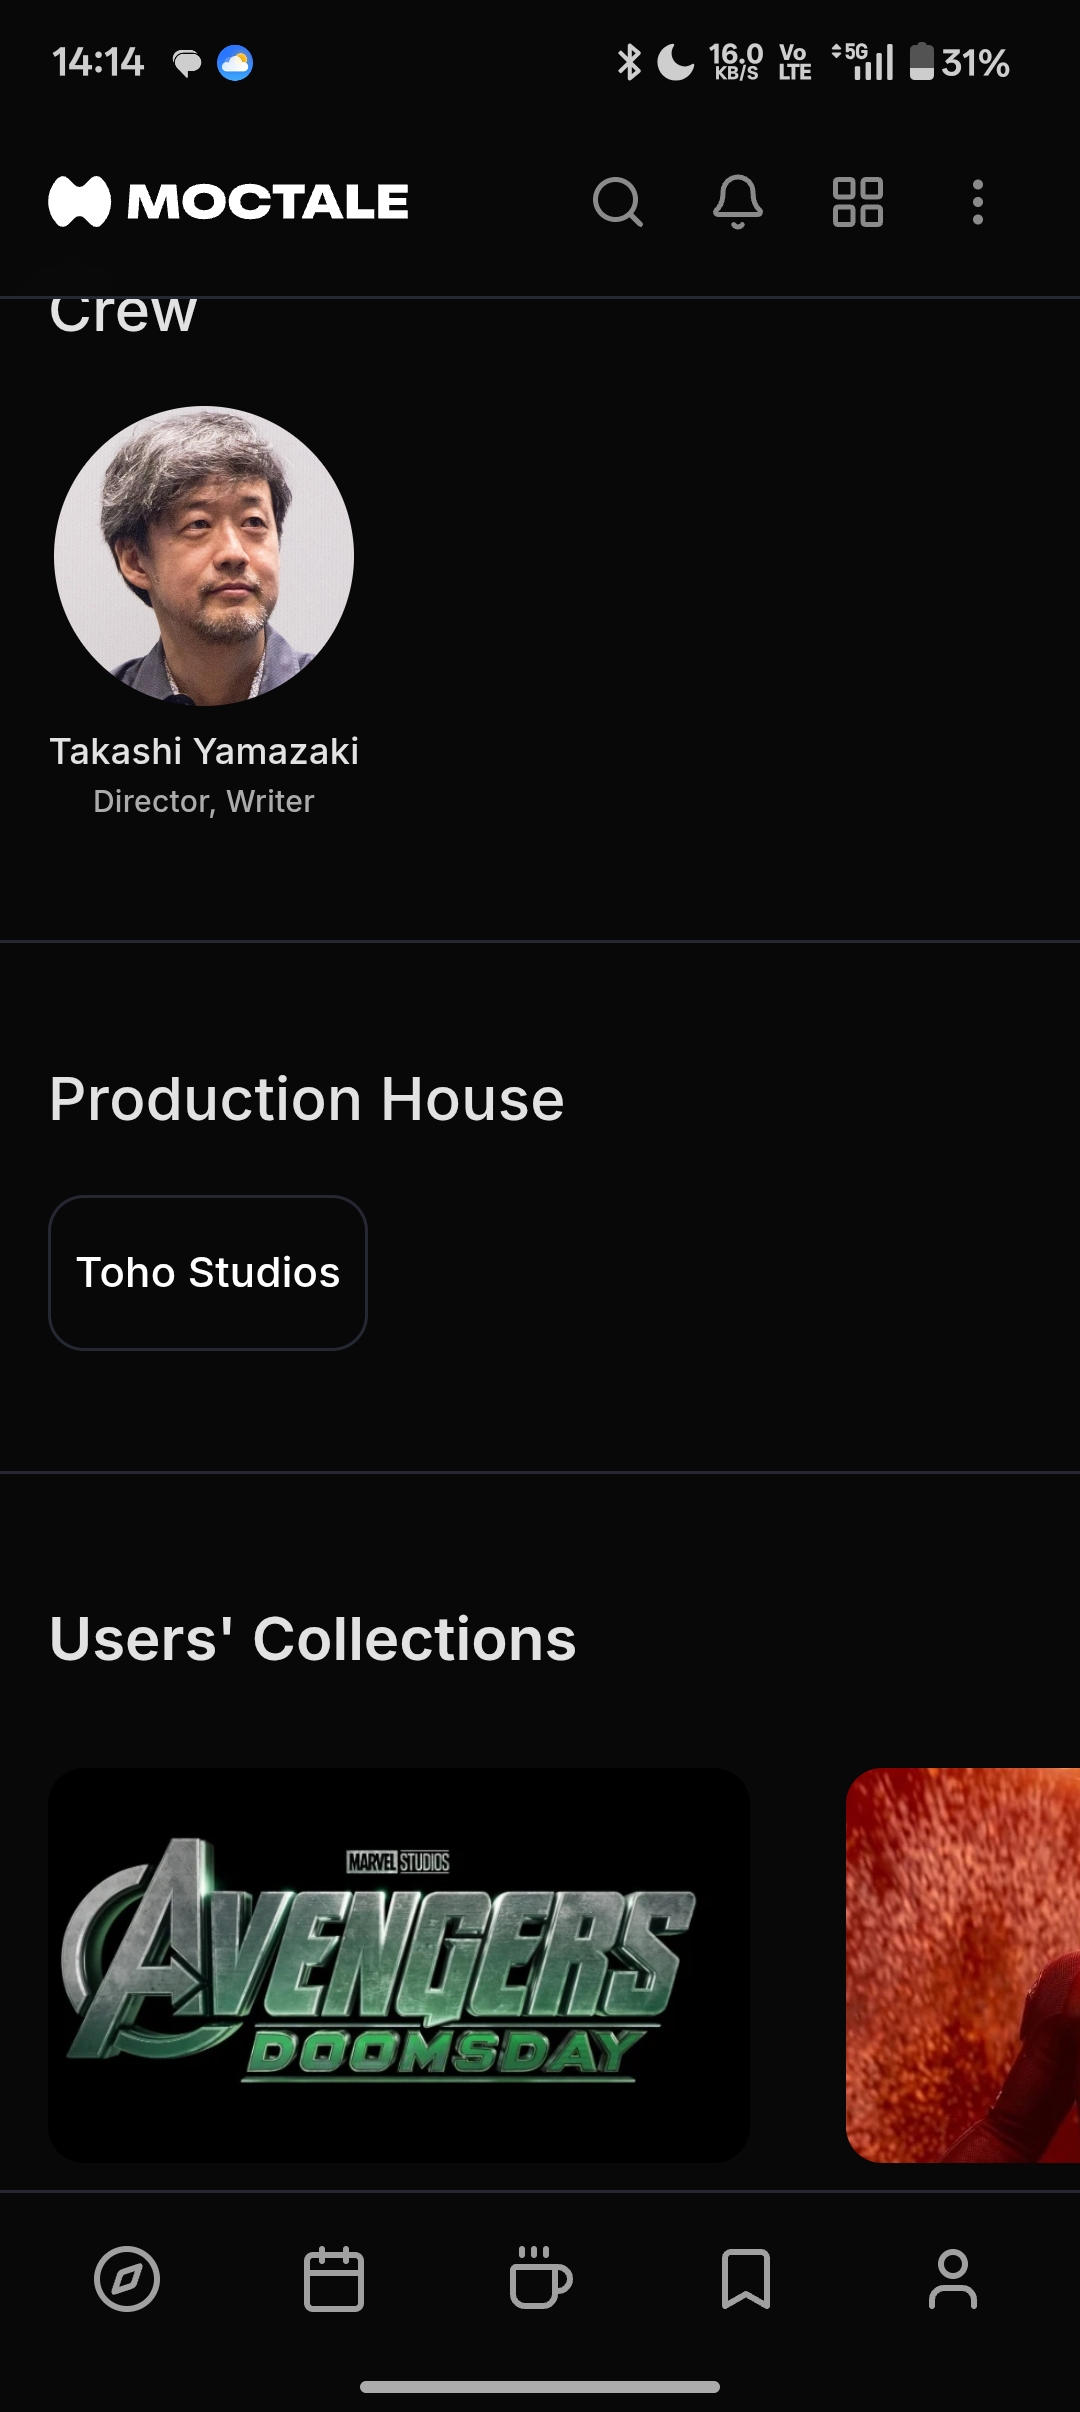 14:14
16.0
KB/S
Vo
LTE
5G
31%
MOCTALE
Crew
Takashi Yamazaki
Director, Writer
Production House
Toho Studios
Users' Collections
MARVEL STUDIOS
AVENGERS
DOOMSDAY